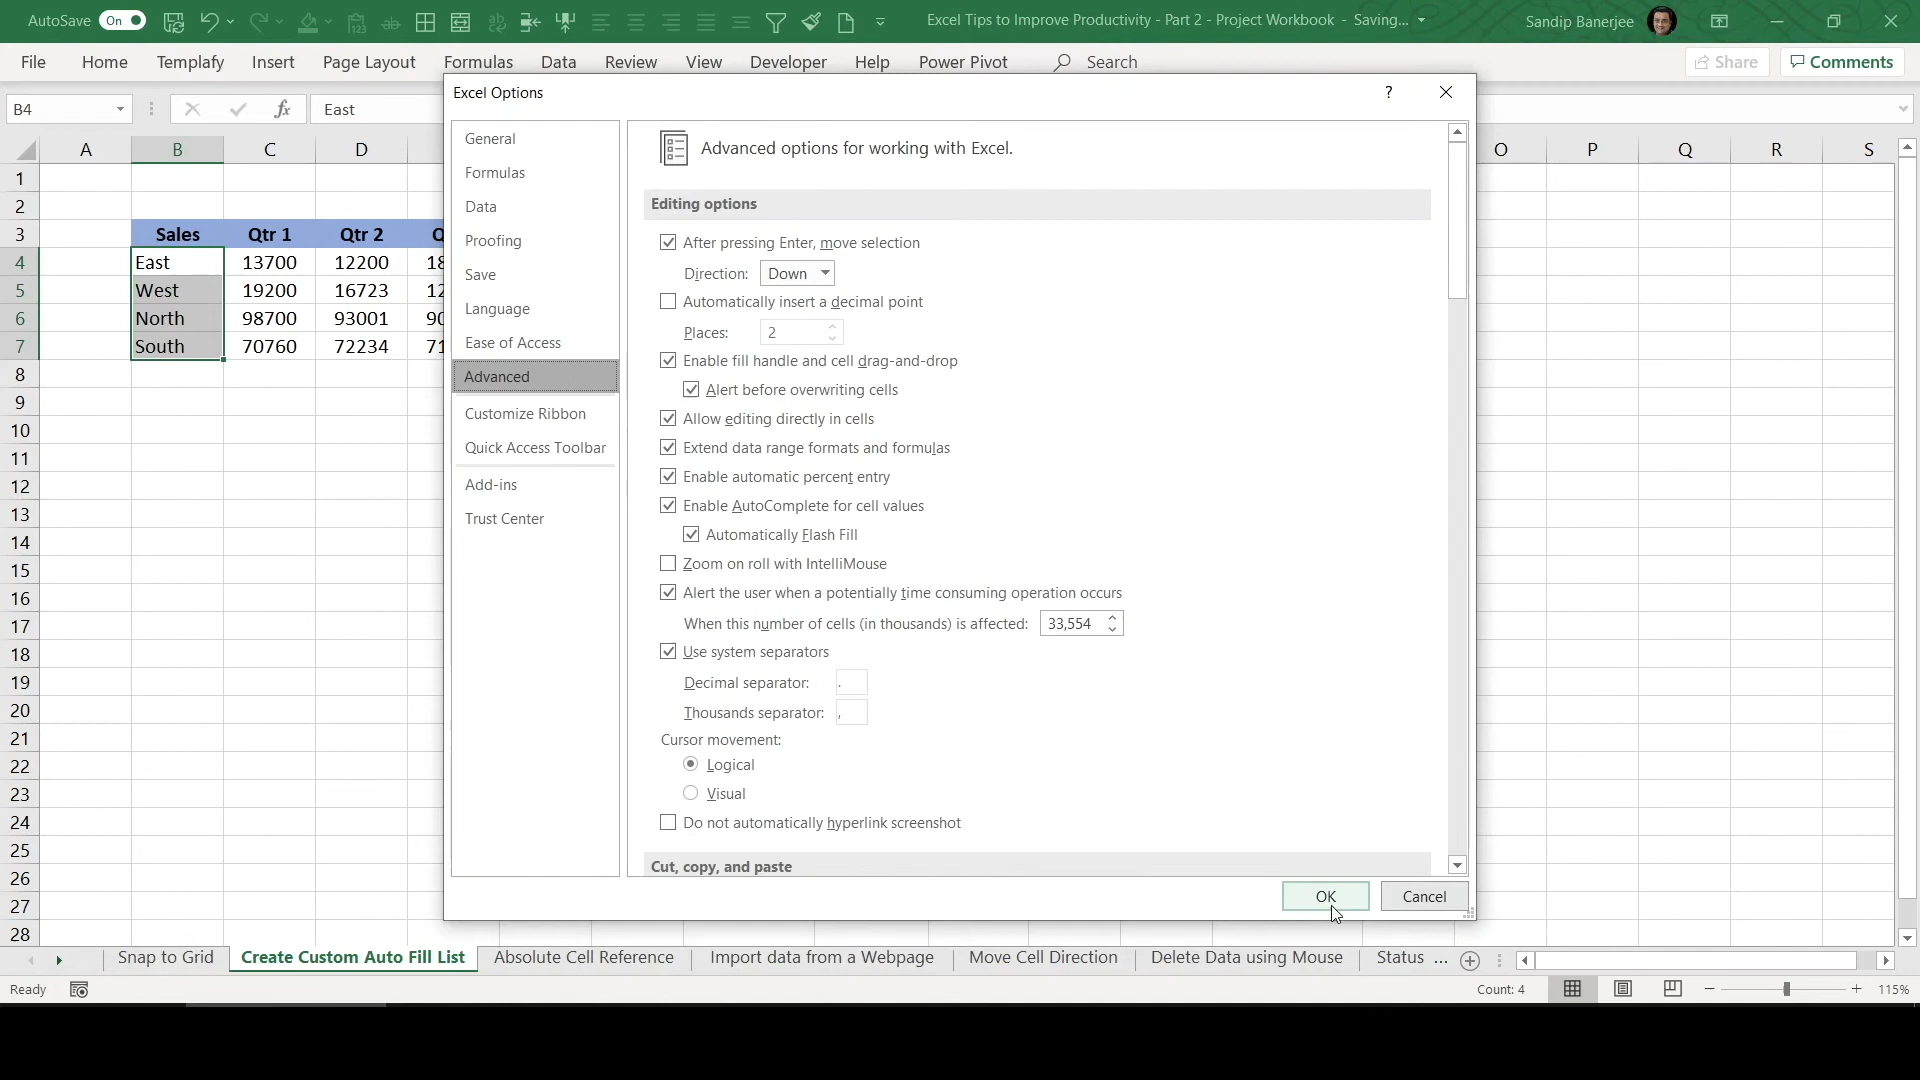 AutoSave On Excel Tips to Improve Productivity - Part 2 - Project Workbook - Saving... Sandip Banerjee
File Home Templafy Insert Page Layout Formulas Data Review View Developer Help Power Pivot Search Share Comments
B4 fx East
Excel Options ?
A B C D O P Q R S
1
2
3 Sales Qtr 1 Qtr 2 Q
4 East 13700 12200 18
5 West 19200 16723 12
6 North 98700 93001 90
7 South 70760 72234 71
8
9
10
11
12
13
14
15
16
17
18
19
20
21
22
23
24
25
26
27
28
General
Formulas
Data
Proofing
Save
Language
Ease of Access
Advanced
Customize Ribbon
Quick Access Toolbar
Add-ins
Trust Center
Advanced options for working with Excel.
Editing options
After pressing Enter, move selection
Direction: Down
Automatically insert a decimal point
Places: 2
Enable fill handle and cell drag-and-drop
Alert before overwriting cells
Allow editing directly in cells
Extend data range formats and formulas
Enable automatic percent entry
Enable AutoComplete for cell values
Automatically Flash Fill
Zoom on roll with IntelliMouse
Alert the user when a potentially time consuming operation occurs
When this number of cells (in thousands) is affected: 33,554
Use system separators
Decimal separator: .
Thousands separator: ,
Cursor movement:
Logical
Visual
Do not automatically hyperlink screenshot
Cut, copy, and paste
OK Cancel
Snap to Grid Create Custom Auto Fill List Absolute Cell Reference Import data from a Webpage Move Cell Direction Delete Data using Mouse Status ...
Ready Count: 4 115%